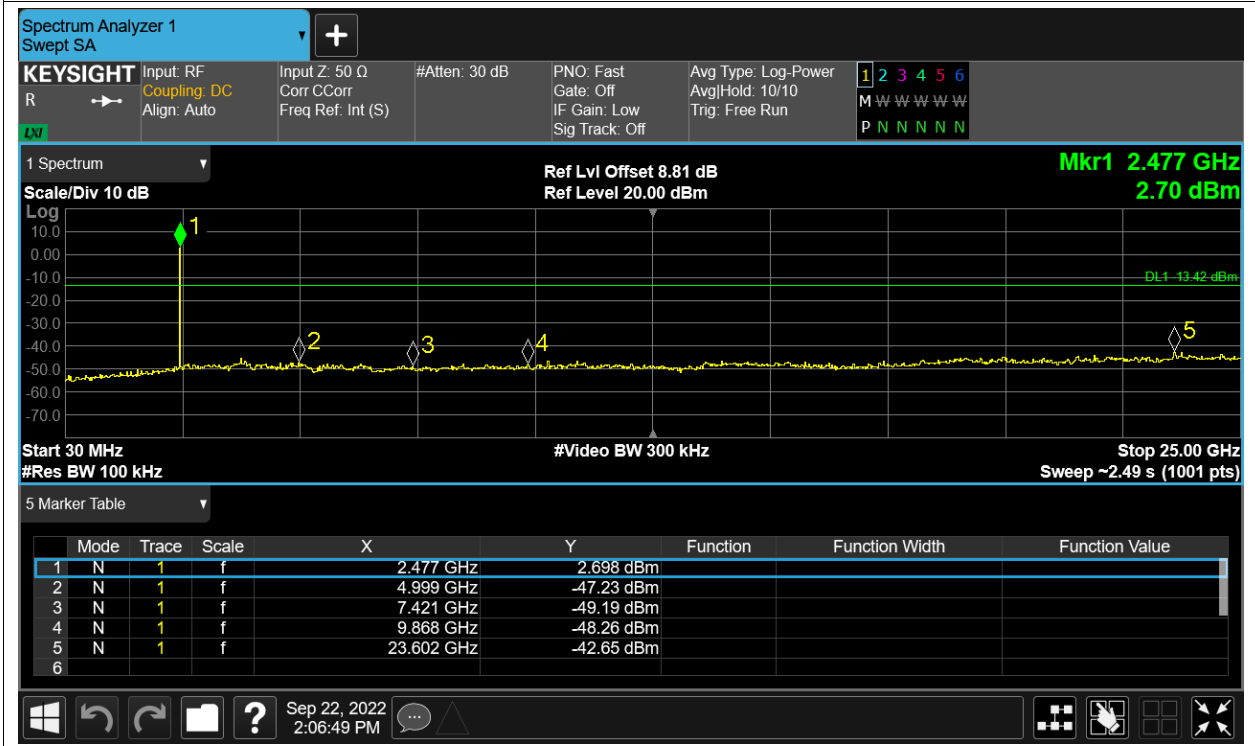 Spectrum Analyzer 1
Swept SA
KEYSIGHT
R
LXI
Input: RF
Coupling: DC
Align: Auto
Input Z: 50 Ω
Corr CCorr
Freq Ref: Int (S)
#Atten: 30 dB
PNO: Fast
Gate: Off
IF Gain: Low
Sig Track: Off
Avg Type: Log-Power
Avg|Hold: 10/10
Trig: Free Run
1 2 3 4 5 6
M W W W W W
P N N N N N
1 Spectrum
Scale/Div 10 dB
Ref Lvl Offset 8.81 dB
Ref Level 20.00 dBm
Mkr1 2.477 GHz
2.70 dBm
Log
10.0
0.00
-10.0
-20.0
-30.0
-40.0
-50.0
-60.0
-70.0
1
2
3
4
5
DL1 -13.42 dBm
Start 30 MHz
#Res BW 100 kHz
#Video BW 300 kHz
Stop 25.00 GHz
Sweep ~2.49 s (1001 pts)
5 Marker Table
Mode Trace Scale X Y Function Function Width Function Value
1 N 1 f 2.477 GHz 2.698 dBm
2 N 1 f 4.999 GHz -47.23 dBm
3 N 1 f 7.421 GHz -49.19 dBm
4 N 1 f 9.868 GHz -48.26 dBm
5 N 1 f 23.602 GHz -42.65 dBm
6
?
Sep 22, 2022
2:06:49 PM